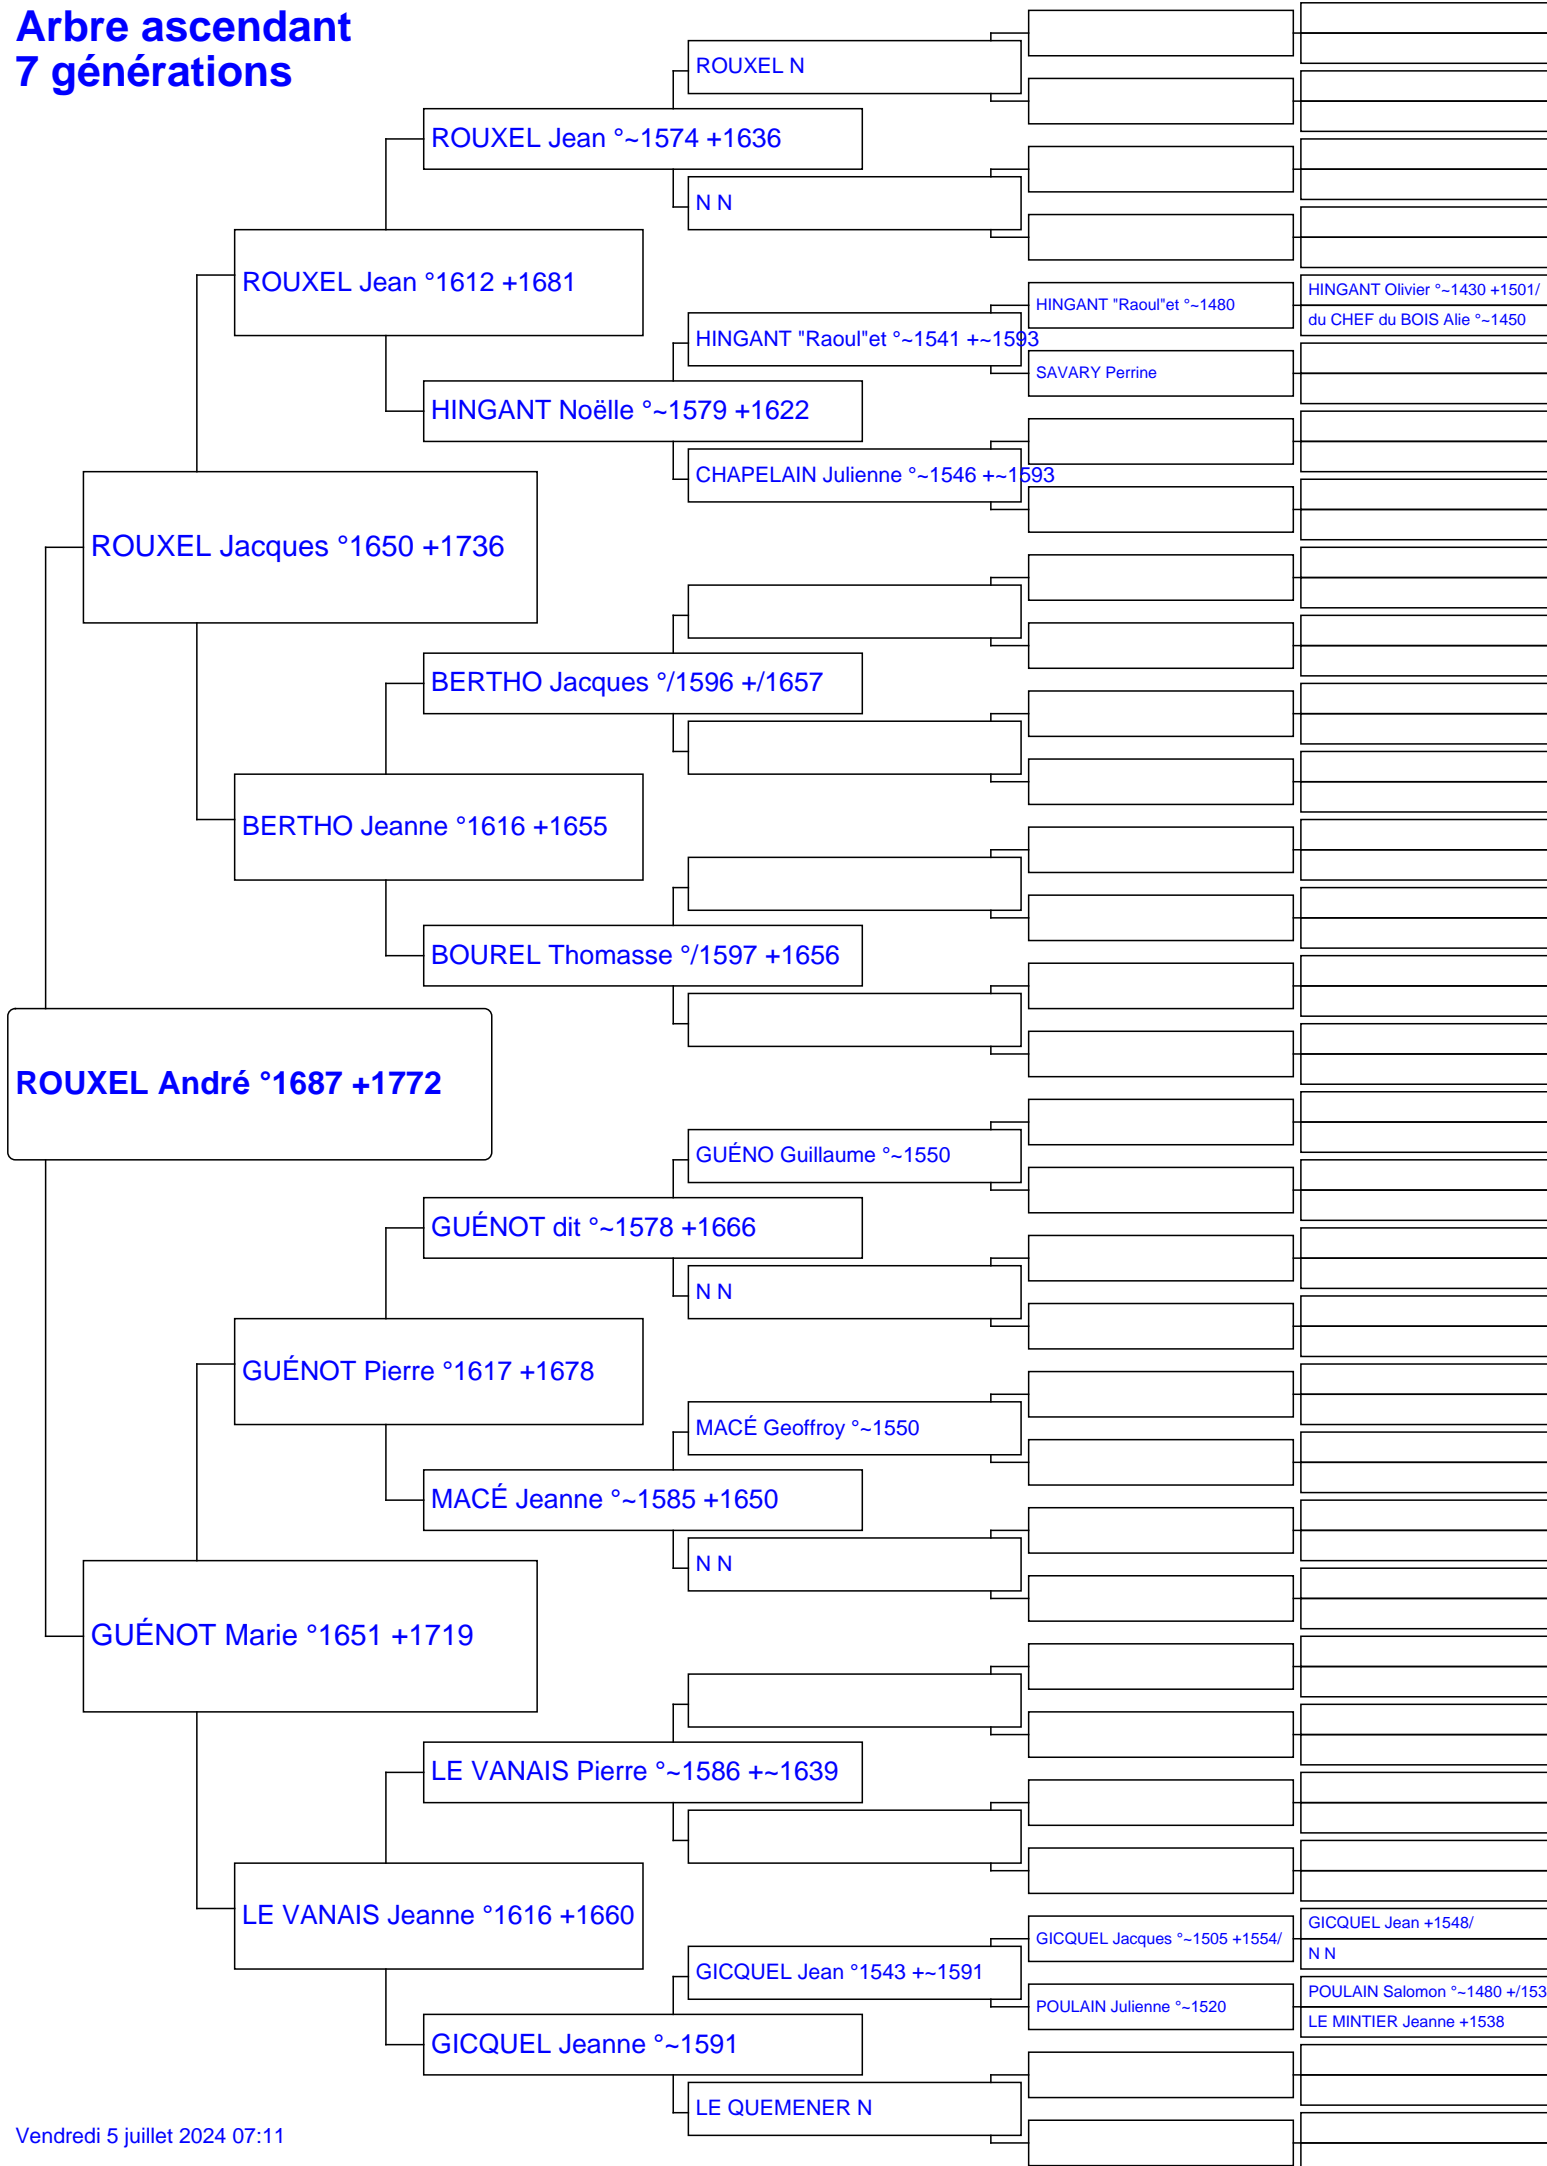 Arbre ascendant
7 générations
ROUXEL N
ROUXEL Jean °~1574 +1636
N N
ROUXEL Jean °1612 +1681
HINGANT "Raoul"et °~1480
HINGANT Olivier °~1430 +1501/
du CHEF du BOIS Alie °~1450
HINGANT "Raoul"et °~1541 +~1593
SAVARY Perrine
HINGANT Noëlle °~1579 +1622
CHAPELAIN Julienne °~1546 +~1593
ROUXEL Jacques °1650 +1736
BERTHO Jacques °/1596 +/1657
BERTHO Jeanne °1616 +1655
BOUREL Thomasse °/1597 +1656
ROUXEL André °1687 +1772
GUÉNO Guillaume °~1550
GUÉNOT dit °~1578 +1666
N N
GUÉNOT Pierre °1617 +1678
MACÉ Geoffroy °~1550
MACÉ Jeanne °~1585 +1650
N N
GUÉNOT Marie °1651 +1719
LE VANAIS Pierre °~1586 +~1639
LE VANAIS Jeanne °1616 +1660
GICQUEL Jacques °~1505 +1554/
GICQUEL Jean +1548/
N N
GICQUEL Jean °1543 +~1591
POULAIN Julienne °~1520
POULAIN Salomon °~1480 +/153
LE MINTIER Jeanne +1538
GICQUEL Jeanne °~1591
LE QUEMENER N
Vendredi 5 juillet 2024 07:11